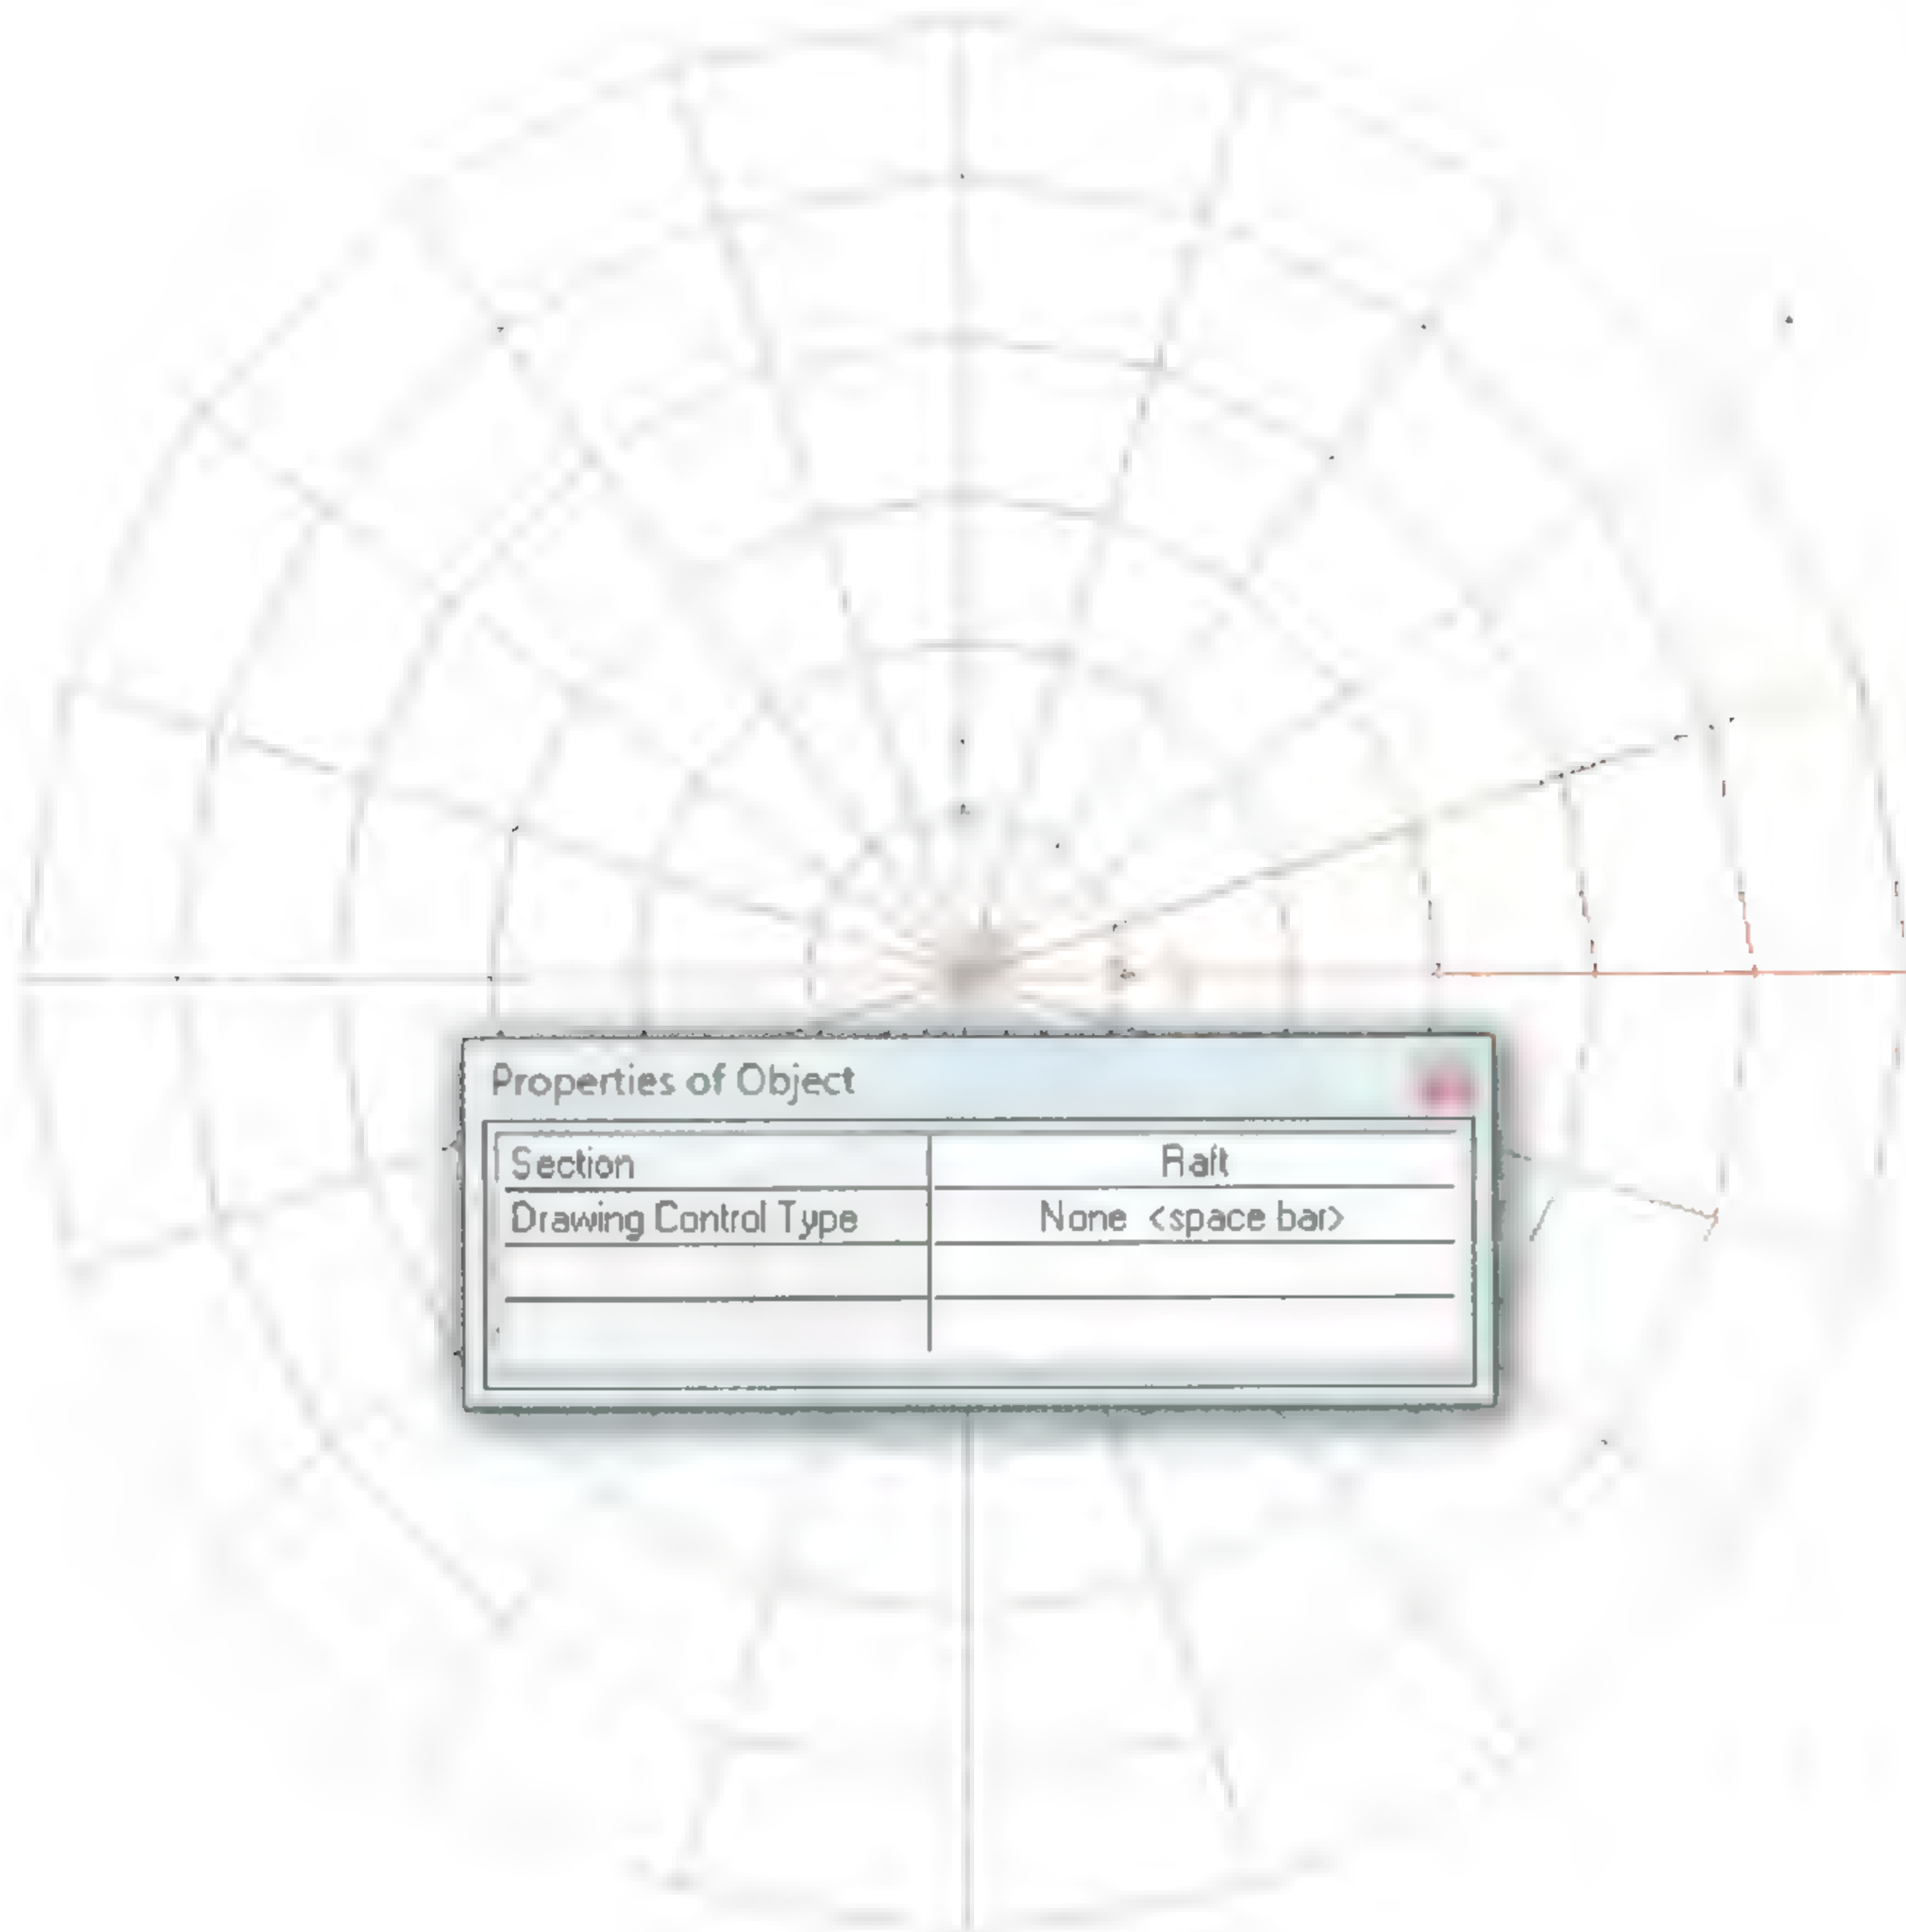 Properties of Object
Section Raft
Drawing Control Type None <space bar>